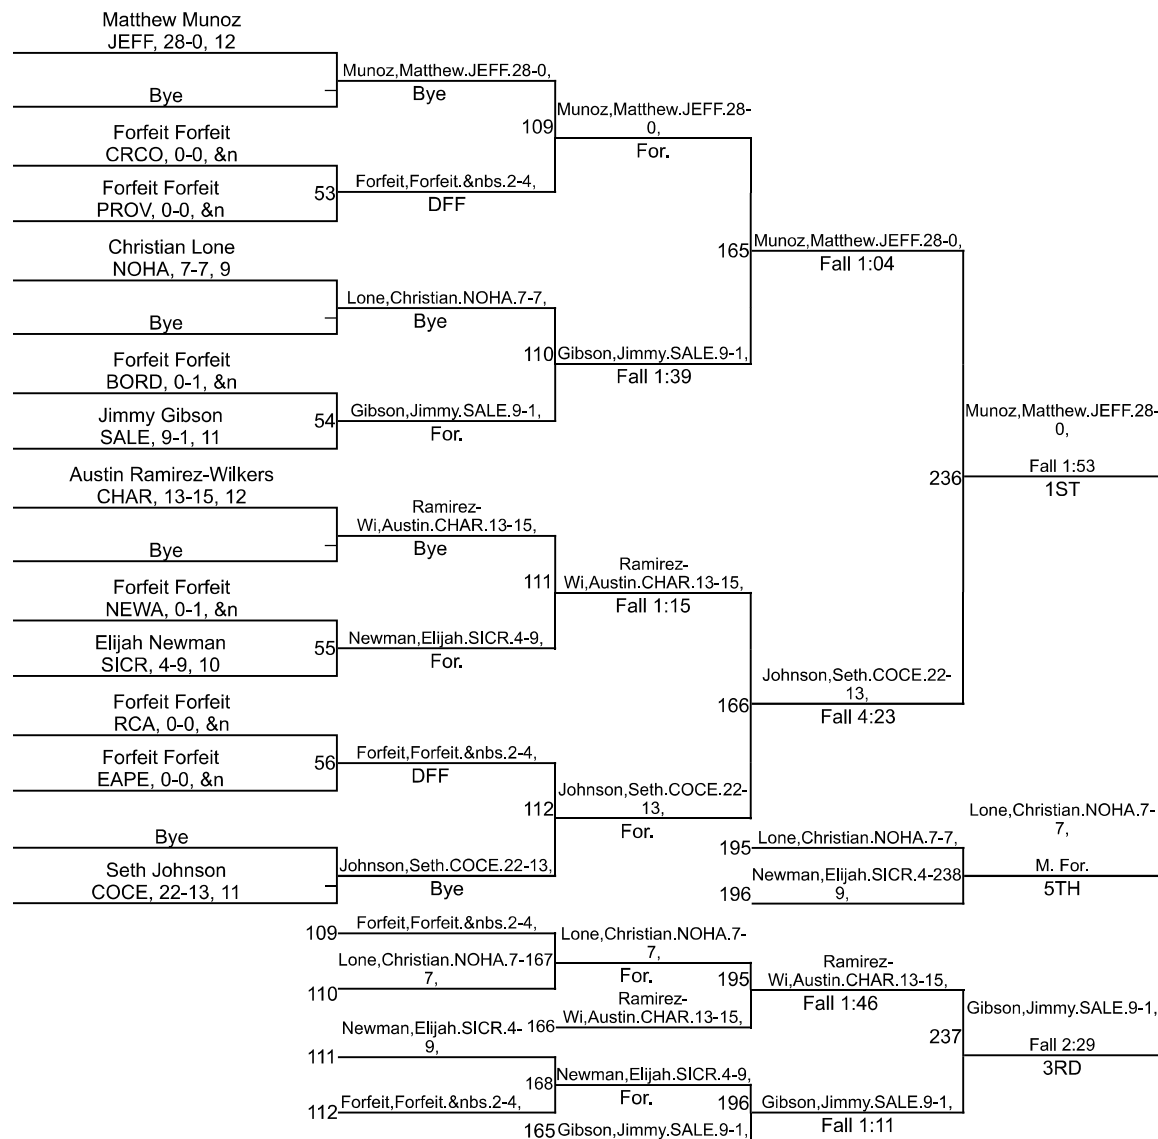 Matthew Munoz
JEFF, 28-0, 12
Munoz,Matthew.JEFF.28-0,
Bye
Bye
Munoz,Matthew.JEFF.28-
0,
109
For.
Forfeit Forfeit
CRCO, 0-0, &n
Forfeit,Forfeit.&nbs.2-4,
53
DFF
Forfeit Forfeit
PROV, 0-0, &n
165
Munoz,Matthew.JEFF.28-0,
Fall 1:04
Christian Lone
NOHA, 7-7, 9
Lone,Christian.NOHA.7-7,
Bye
Bye
110
Gibson,Jimmy.SALE.9-1,
Fall 1:39
Forfeit Forfeit
BORD, 0-1, &n
Gibson,Jimmy.SALE.9-1,
54
For.
Jimmy Gibson
SALE, 9-1, 11
Munoz,Matthew.JEFF.28-
0,
236
Fall 1:53
1ST
Austin Ramirez-Wilkers
CHAR, 13-15, 12
Ramirez-
Wi,Austin.CHAR.13-15,
Bye
Bye
111
Ramirez-
Wi,Austin.CHAR.13-15,
Fall 1:15
Forfeit Forfeit
NEWA, 0-1, &n
Newman,Elijah.SICR.4-9,
55
For.
Elijah Newman
SICR, 4-9, 10
166
Johnson,Seth.COCE.22-
13,
Fall 4:23
Forfeit Forfeit
RCA, 0-0, &n
Forfeit,Forfeit.&nbs.2-4,
56
DFF
Forfeit Forfeit
EAPE, 0-0, &n
112
Johnson,Seth.COCE.22-
13,
For.
Bye
Johnson,Seth.COCE.22-13,
Bye
Seth Johnson
COCE, 22-13, 11
195
Lone,Christian.NOHA.7-7,
Lone,Christian.NOHA.7-
7,
M. For.
5TH
196
Newman,Elijah.SICR.4-238
9,
109
Forfeit,Forfeit.&nbs.2-4,
Lone,Christian.NOHA.7-
7,
For.
Lone,Christian.NOHA.7-167
7,
110
195
Ramirez-
Wi,Austin.CHAR.13-15,
Fall 1:46
166
Ramirez-
Wi,Austin.CHAR.13-15,
Newman,Elijah.SICR.4-
9,
111
237
Gibson,Jimmy.SALE.9-1,
Fall 2:29
3RD
168
Newman,Elijah.SICR.4-9,
For.
112
Forfeit,Forfeit.&nbs.2-4,
196
Gibson,Jimmy.SALE.9-1,
Fall 1:11
165
Gibson,Jimmy.SALE.9-1,